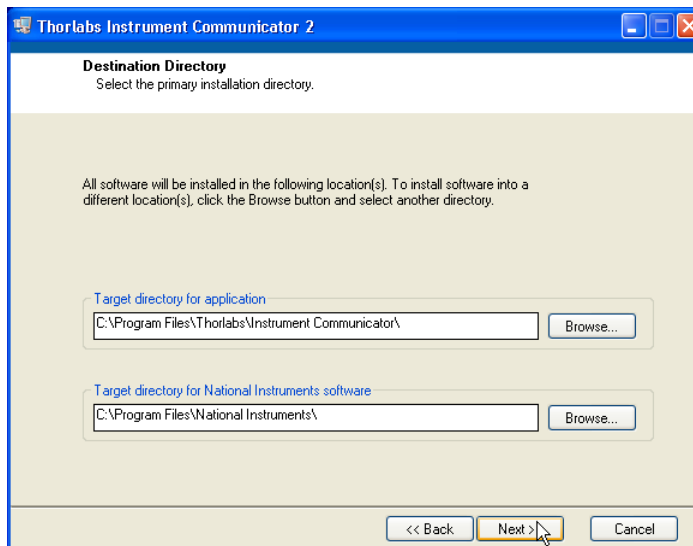 Thorlabs Instrument Communicator 2
Destination Directory
Select the primary installation directory.
All software will be installed in the following location(s). To install software into a
different location(s), click the Browse button and select another directory.
Target directory for application
C:\Program Files\Thorlabs\Instrument Communicator\
Browse...
Target directory for National Instruments software
C:\Program Files\National Instruments\
Browse...
<< Back
Next >
Cancel